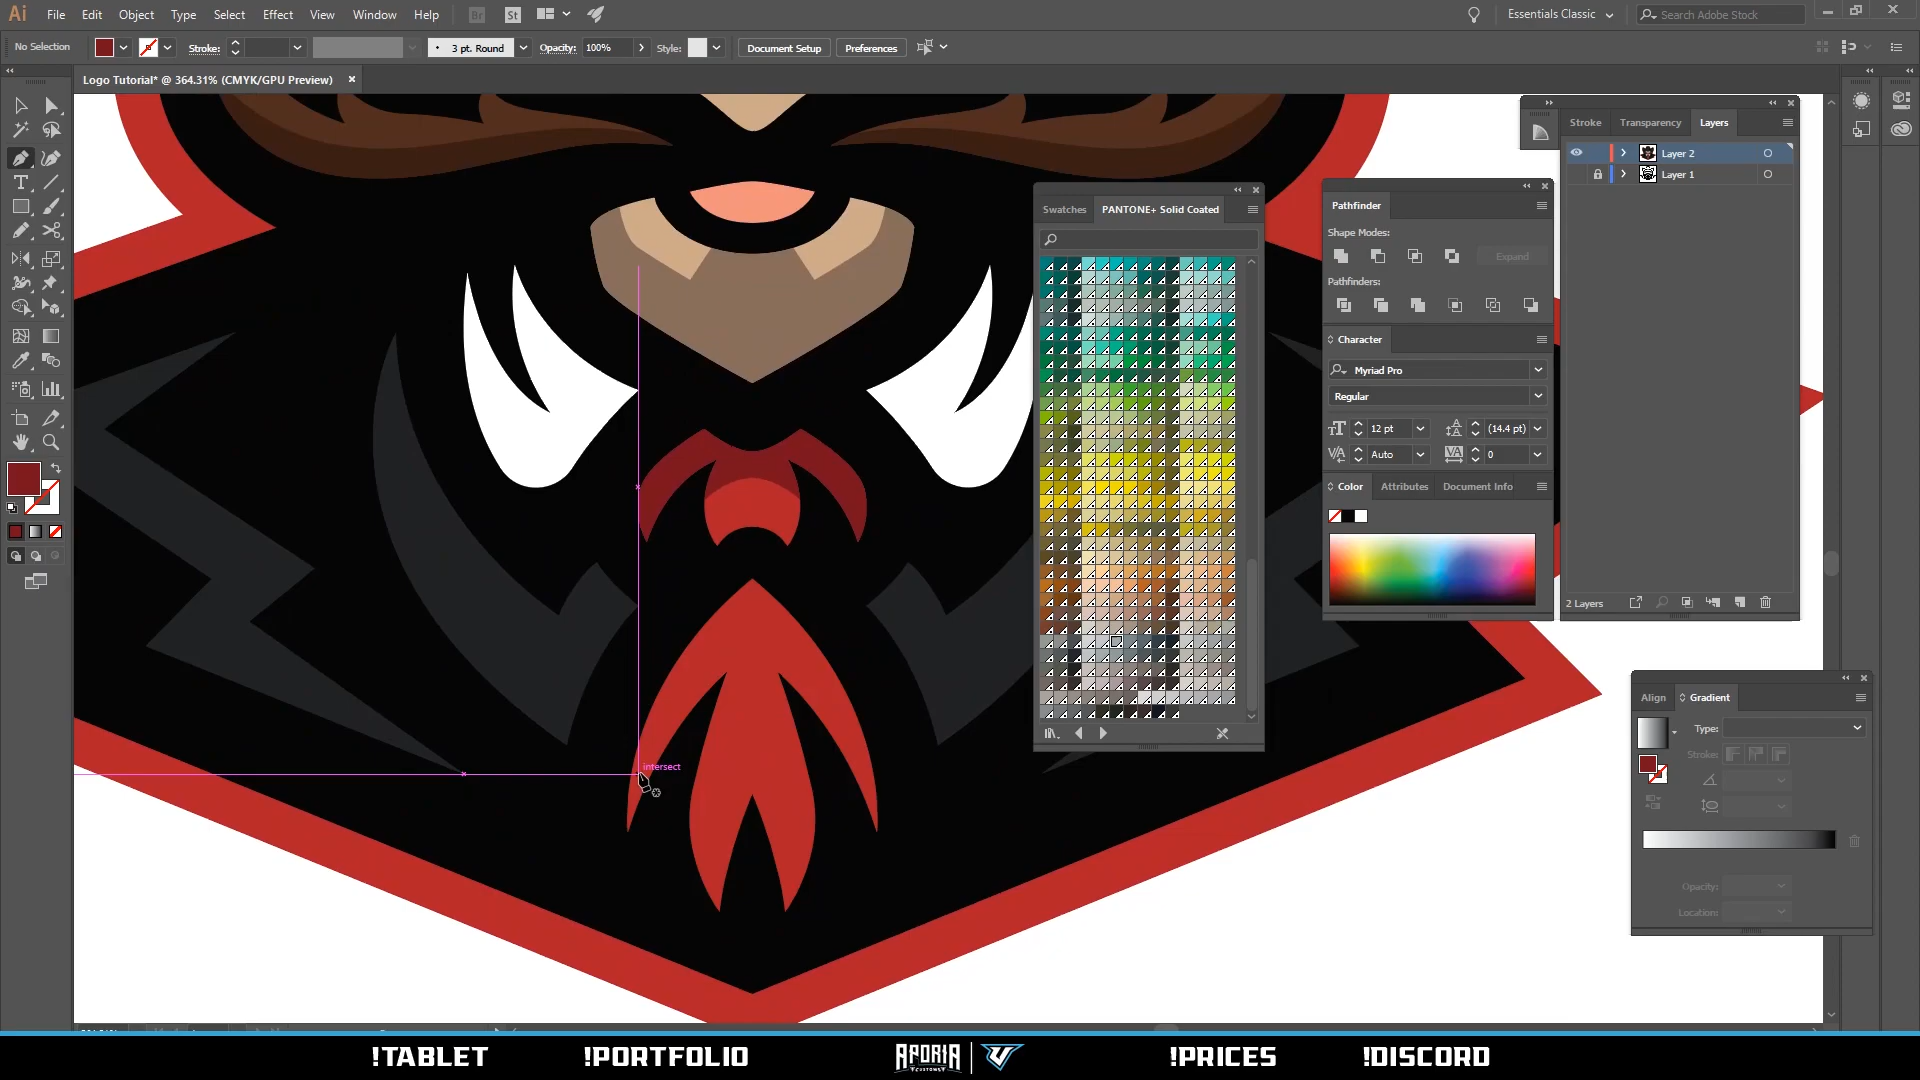 Ai File Edit Object Type Select Effect View Window Help Br St Essentials Classic Search Adobe Stock
No Selection Stroke: 3 pt. Round Opacity: 100% Style: Document Setup Preferences
Logo Tutorial* @ 364.31% (CMYK/GPU Preview)
Stroke Transparency Layers
Layer 2
Layer 1
2 Layers
Swatches PANTONE+ Solid Coated
Pathfinder
Shape Modes:
Expand
Pathfinders:
Character
Myriad Pro
Regular
12 pt (14.4 pt)
Auto 0
Color Attributes Document Info
intersect
Align Gradient
Type:
Stroke:
Opacity:
Location:
!TABLET !PORTFOLIO APORIA CUSTOMS !PRICES !DISCORD